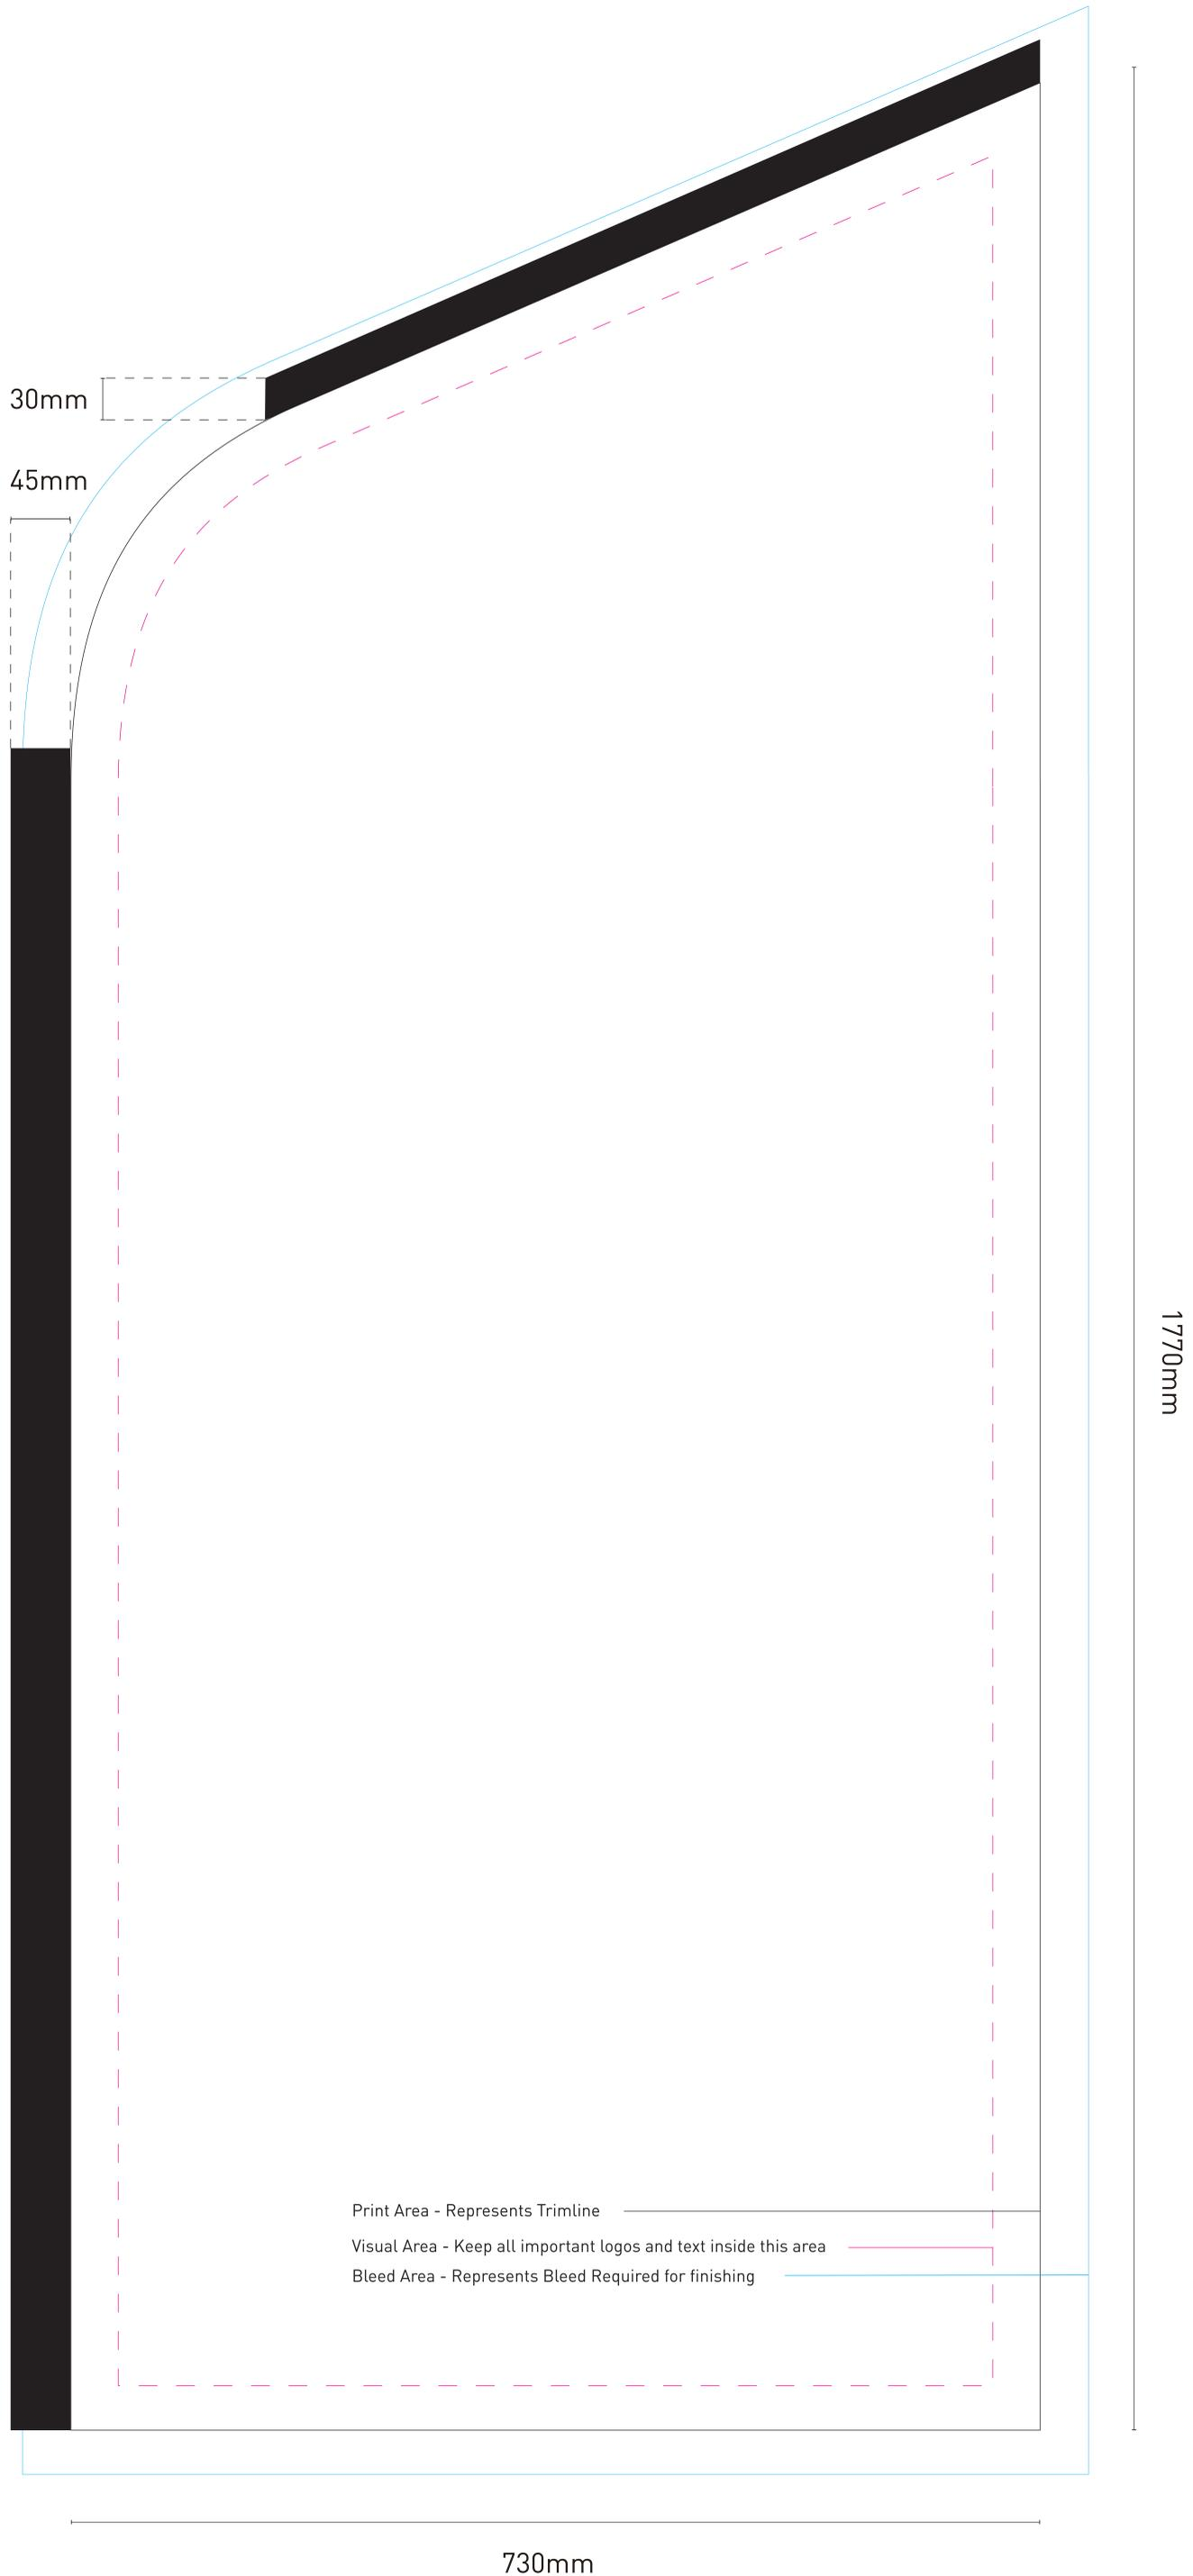 30mm
45mm
1770mm
Print Area - Represents Trimline
Visual Area - Keep all important logos and text inside this area
Bleed Area - Represents Bleed Required for finishing
730mm